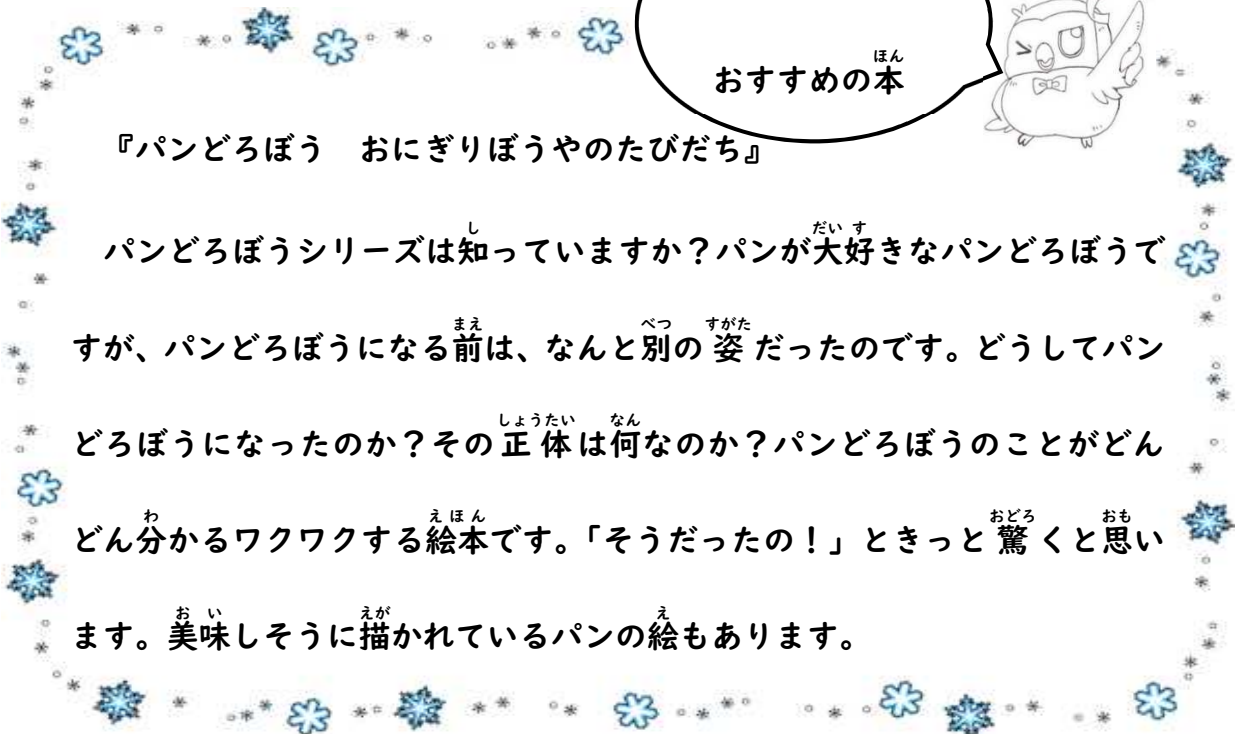 おすすめの本
『パンどろぼう　おにぎりぼうやのたびだち』
パンどろぼうシリーズは知っていますか？パンが大好きなパンどろぼうで
すが、パンどろぼうになる前は、なんと別の姿だったのです。どうしてパン
どろぼうになったのか？その正体は何なのか？パンどろぼうのことがどん
どん分かるワクワクする絵本です。「そうだったの！」ときっと驚くと思い
ます。美味しそうに描かれているパンの絵もあります。